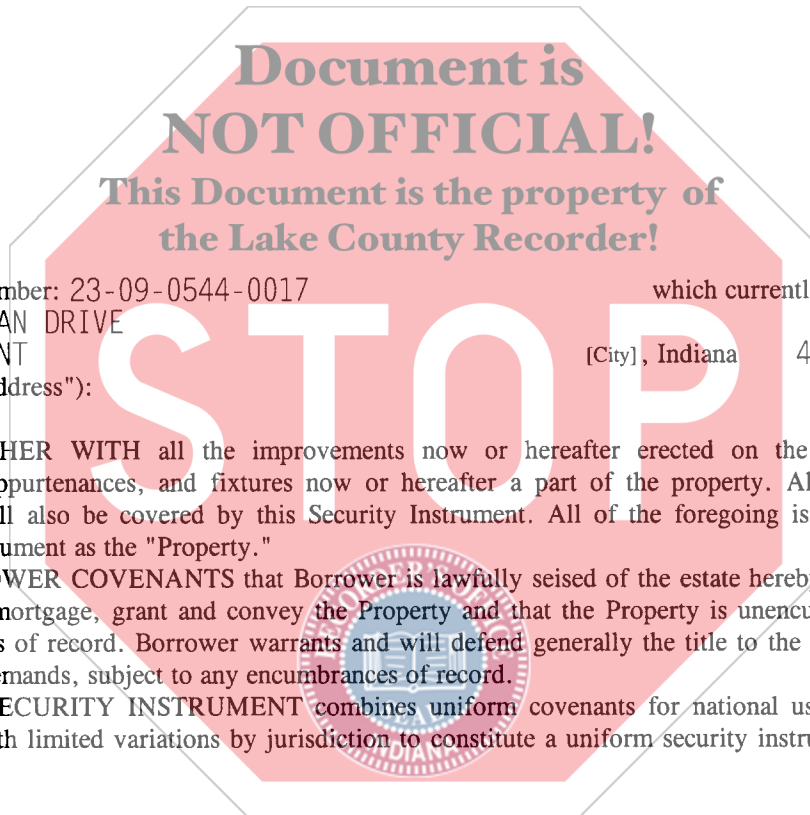 Document is
NOT OFFICIAL!
This Document is the property of
the Lake County Recorder!
mber: 23-09-0544-0017 which currentl
AN DRIVE
NT [City], Indiana 4
ddress"):
STOP
HER WITH all the improvements now or hereafter erected on the
ppurtenances, and fixtures now or hereafter a part of the property. Al
ll also be covered by this Security Instrument. All of the foregoing is
ument as the "Property."
OWER COVENANTS that Borrower is lawfully seised of the estate hereb
mortgage, grant and convey the Property and that the Property is unencu
s of record. Borrower warrants and will defend generally the title to the
emands, subject to any encumbrances of record.
ECURITY INSTRUMENT combines uniform covenants for national us
th limited variations by jurisdiction to constitute a uniform security instru
RECORDER'S OFFICE
SEAL
INDIANA